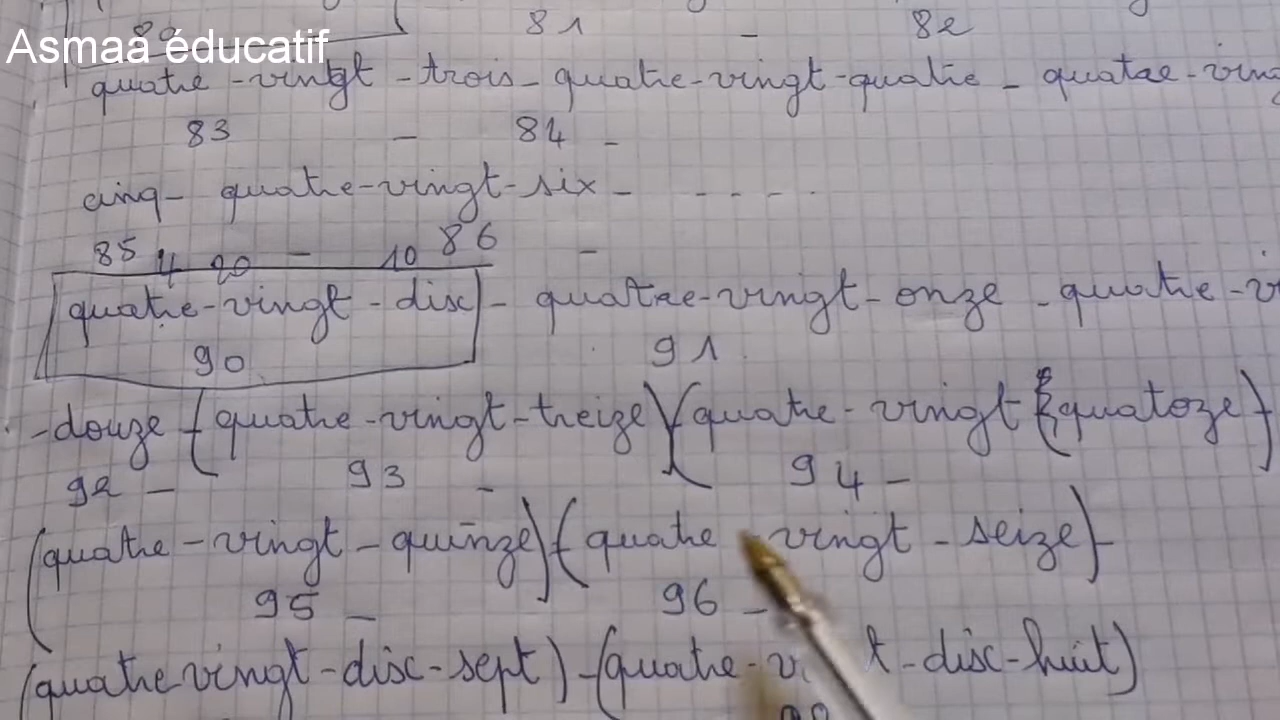 Asmaa éducatif
81 - 82
quatre-vingt-trois-quatre-vingt-quatre-quatre-ving
83 - 84 -
cinq-quatre-vingt-six- - - - .
85 4 20 - 10 86 -
quatre-vingt-disc-quatre-vingt-onze-quatre-vi
90 91
-douze-(quatre-vingt-treize)-(quatre-vingt-quatoze)-
92 - 93 - 94 -
(quatre-vingt-quinze)-(quatre-vingt-seize)-
95 - 96 -
(quatre vingt-disc-sept)-(quatre-v t-disc-huit)